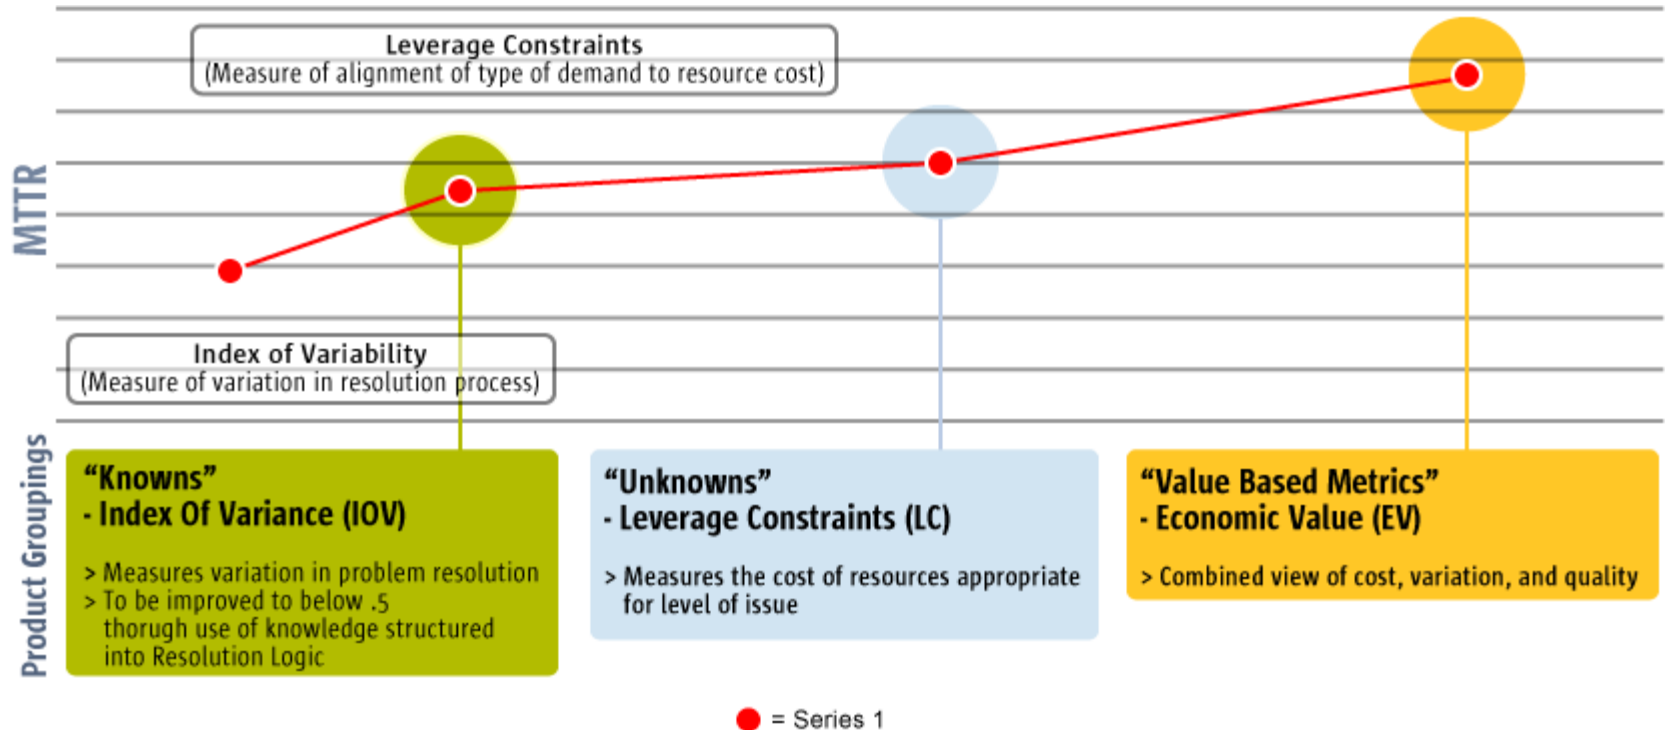 Leverage Constraints
(Measure of alignment of type of demand to resource cost)
MTTR
Index of Variability
(Measure of variation in resolution process)
Product Groupings
“Knowns”
- Index Of Variance (IOV)
> Measures variation in problem resolution
> To be improved to below .5
thorugh use of knowledge structured
into Resolution Logic
“Unknowns”
- Leverage Constraints (LC)
> Measures the cost of resources appropriate
for level of issue
“Value Based Metrics”
- Economic Value (EV)
> Combined view of cost, variation, and quality
= Series 1